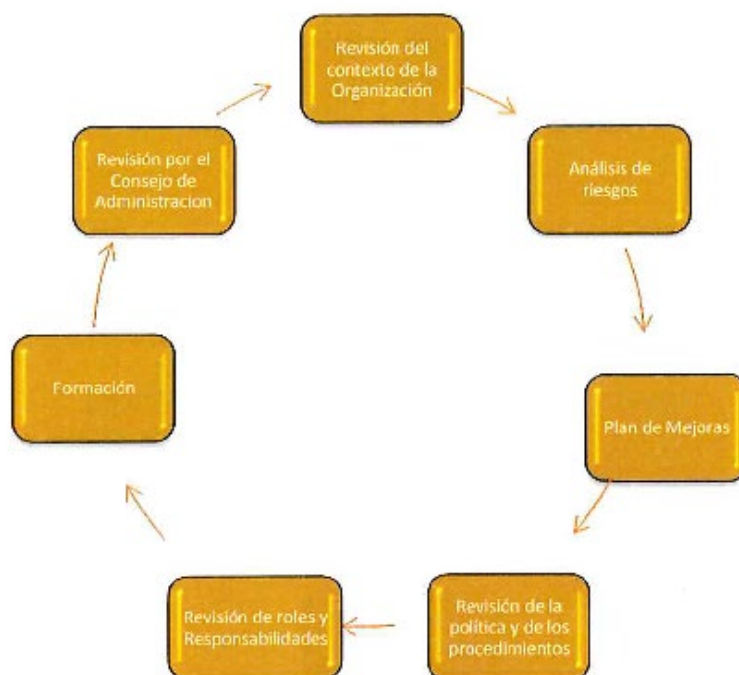 Revisión del
contexto de la
Organización
Análisis de
riesgos
Plan de Mejoras
Revisión de la
política y de los
procedimientos
Revisión de roles y
Responsabilidades
Formación
Revisión por el
Consejo de
Administracion